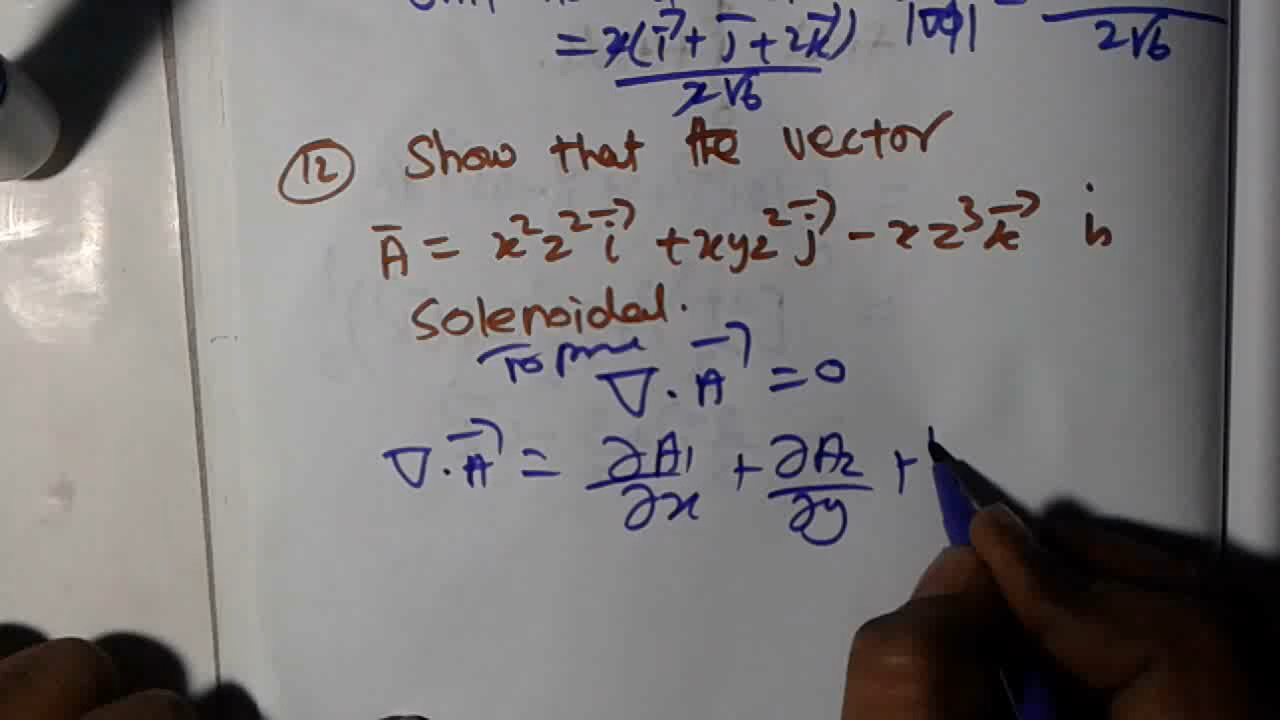 = 2(i⃗ + j⃗ + 2k⃗) |∇φ|
2√6 2√6
(12) Show that the vector
A̅ = x²z² i⃗ + xyz² j⃗ - xz³ k⃗ is
Solenoidal.
To prove ∇·A⃗ = 0
∇·A⃗ = ∂A₁/∂x + ∂A₂/∂y +